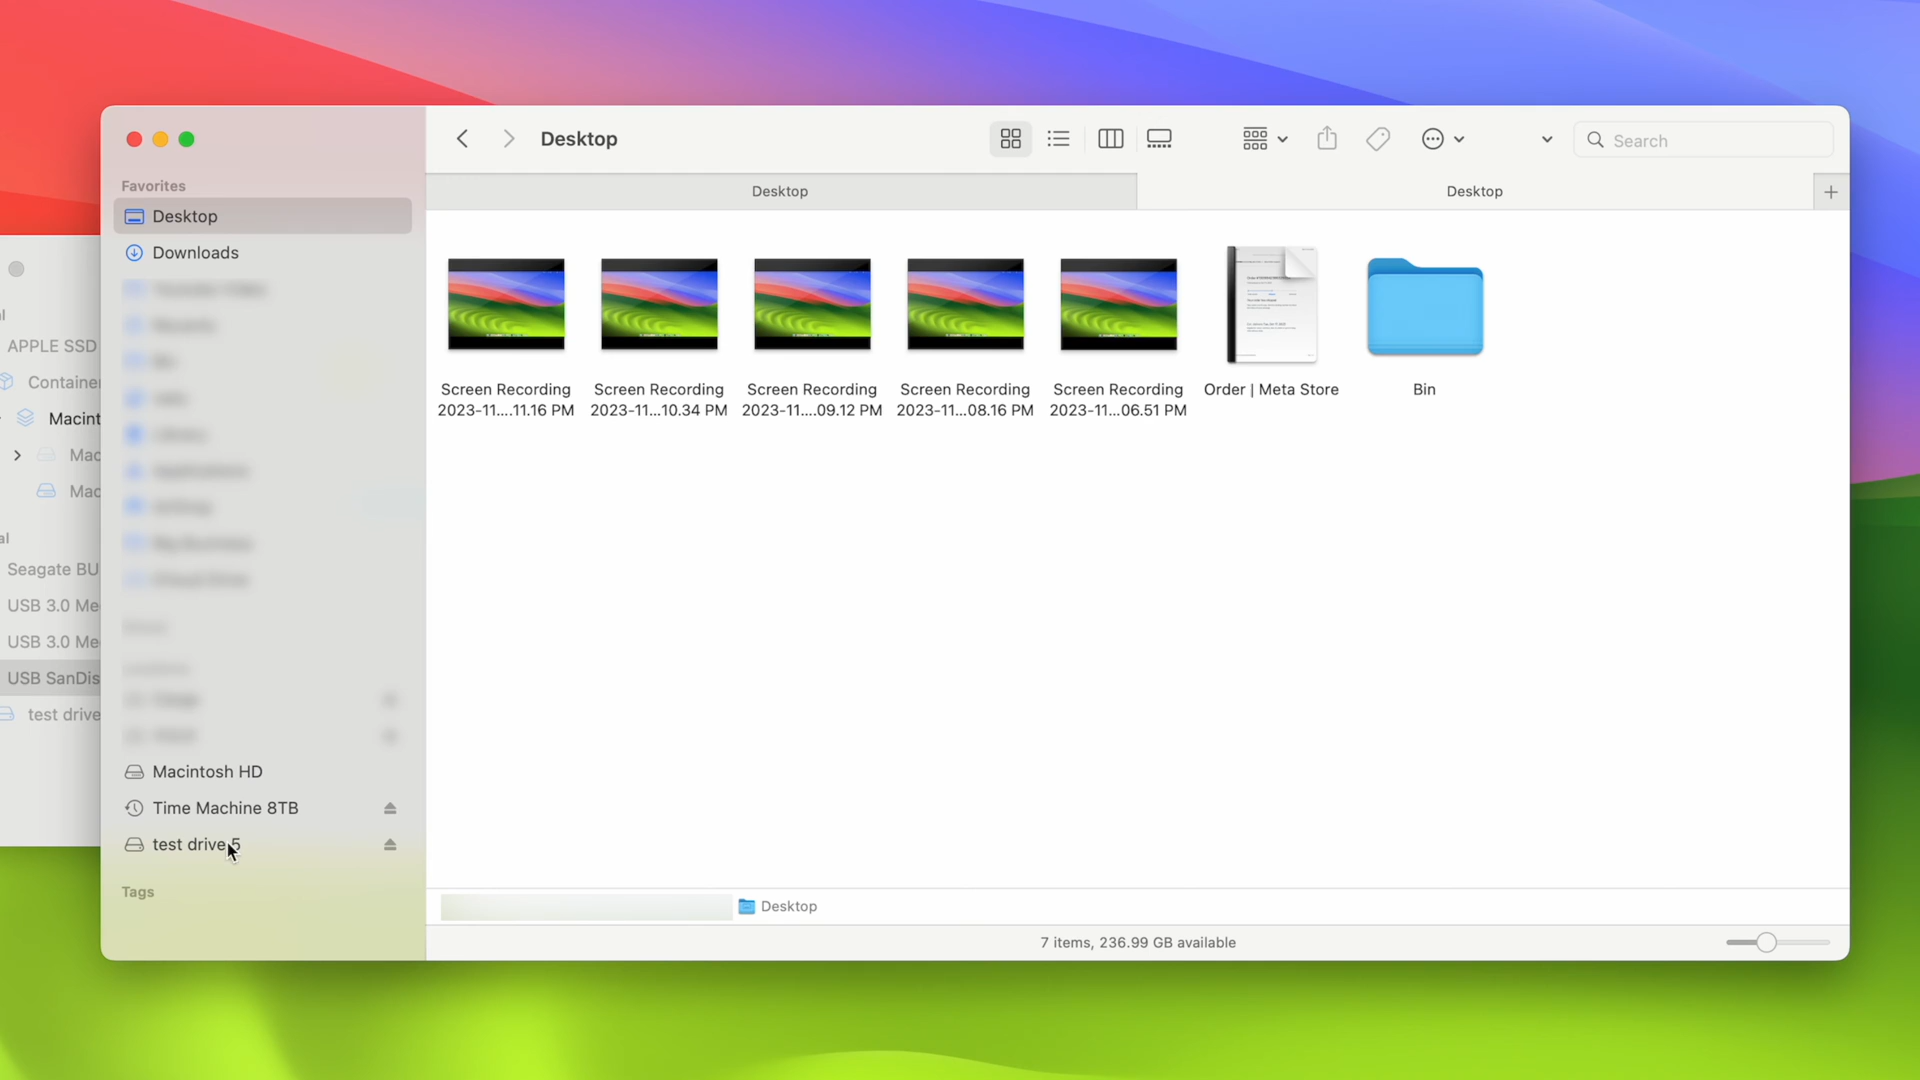 al
APPLE SSD
Container
Macint
Mac
Mac
al
Seagate BU
USB 3.0 Me
USB 3.0 Me
USB SanDis
test drive
Favorites
Desktop
Downloads
Macintosh HD
Time Machine 8TB
test drive 5
Tags
Desktop
Search
Desktop
Desktop
Screen Recording
2023-11....11.16 PM
Screen Recording
2023-11...10.34 PM
Screen Recording
2023-11....09.12 PM
Screen Recording
2023-11...08.16 PM
Screen Recording
2023-11...06.51 PM
Order | Meta Store
Bin
Desktop
7 items, 236.99 GB available